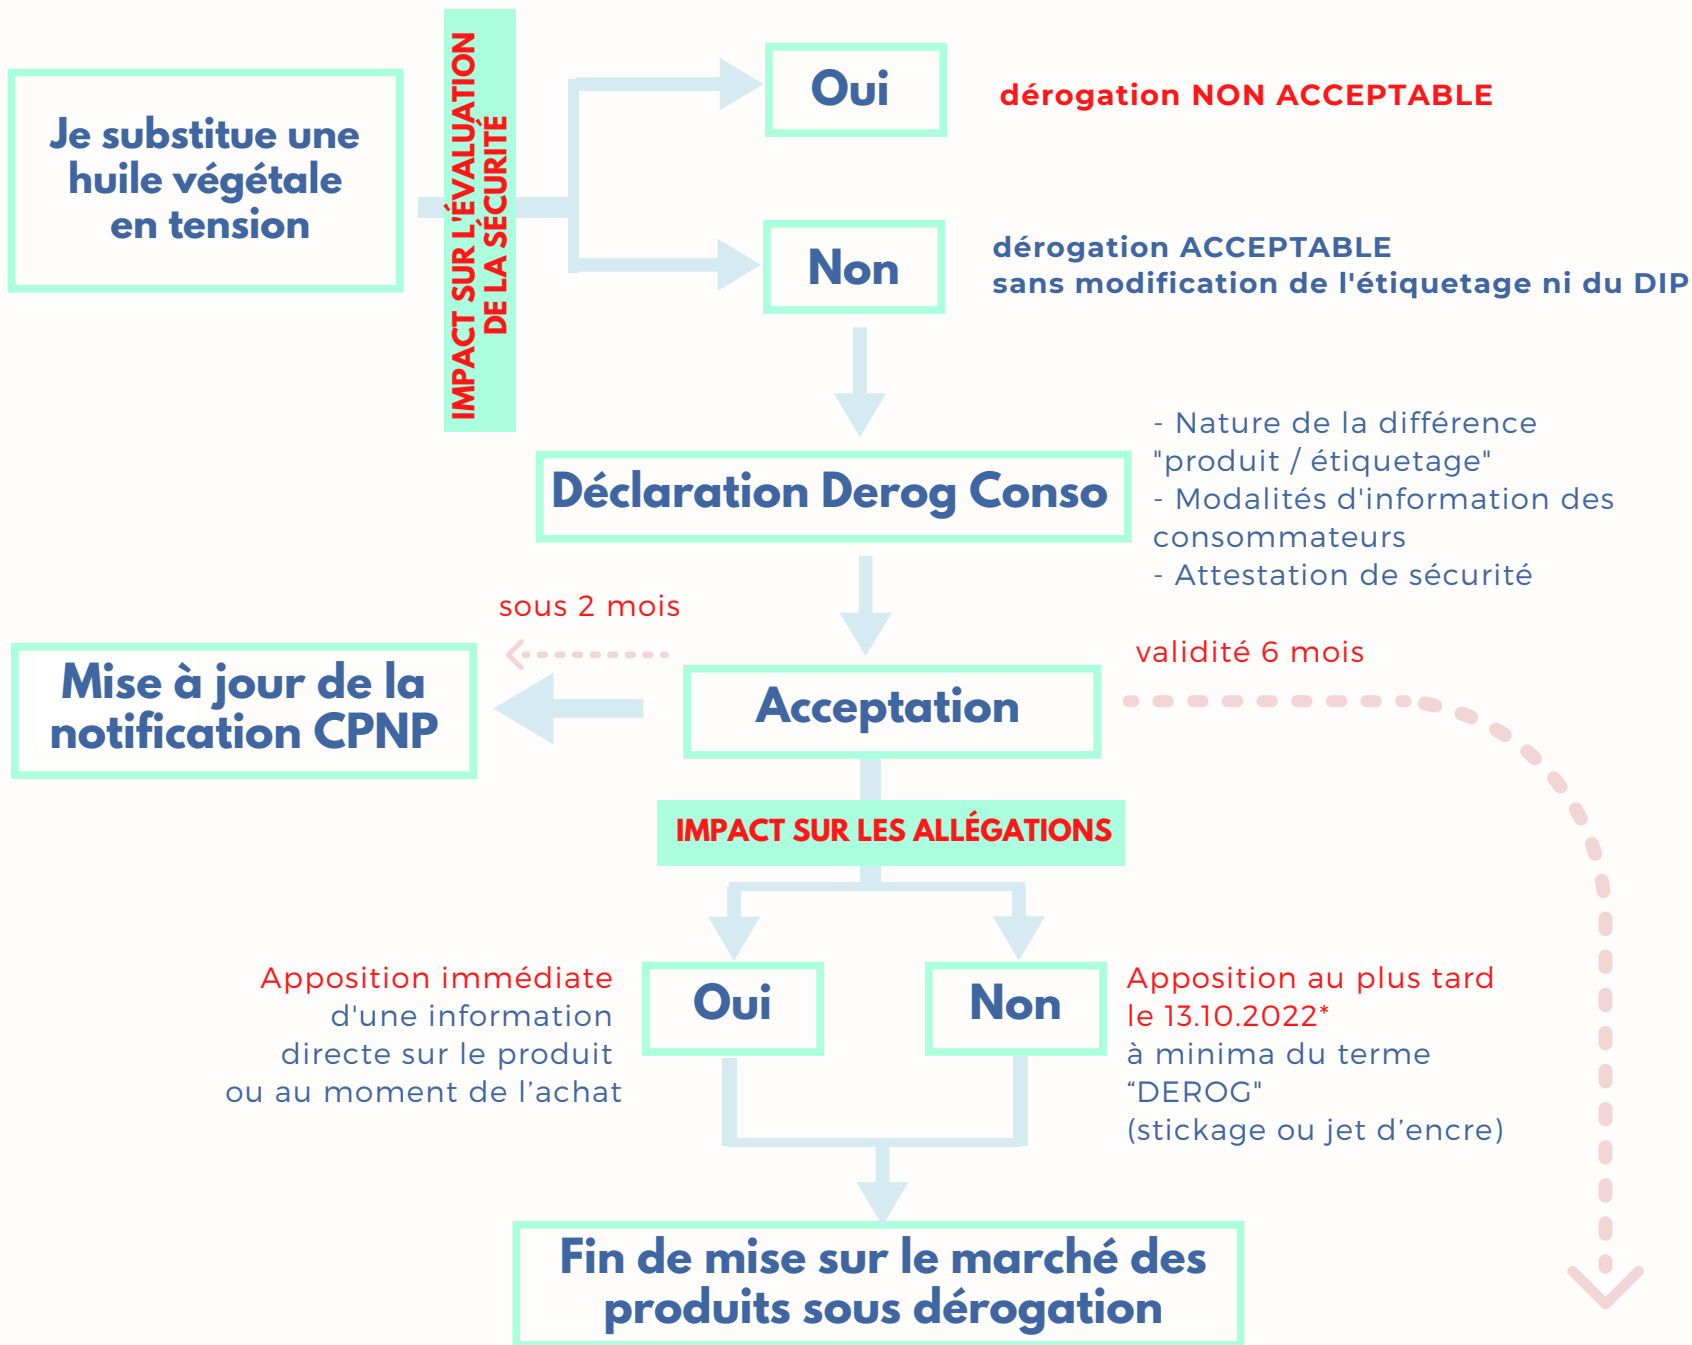 Je substitue une
huile végétale
en tension
IMPACT SUR L'ÉVALUATION
DE LA SÉCURITÉ
Oui
dérogation NON ACCEPTABLE
Non
dérogation ACCEPTABLE
sans modification de l'étiquetage ni du DIP
Déclaration Derog Conso
- Nature de la différence
"produit / étiquetage"
- Modalités d'information des
consommateurs
- Attestation de sécurité
sous 2 mois
Mise à jour de la
notification CPNP
Acceptation
validité 6 mois
IMPACT SUR LES ALLÉGATIONS
Apposition immédiate
d'une information
directe sur le produit
ou au moment de l’achat
Oui
Non
Apposition au plus tard
le 13.10.2022*
à minima du terme
“DEROG"
(stickage ou jet d’encre)
Fin de mise sur le marché des
produits sous dérogation